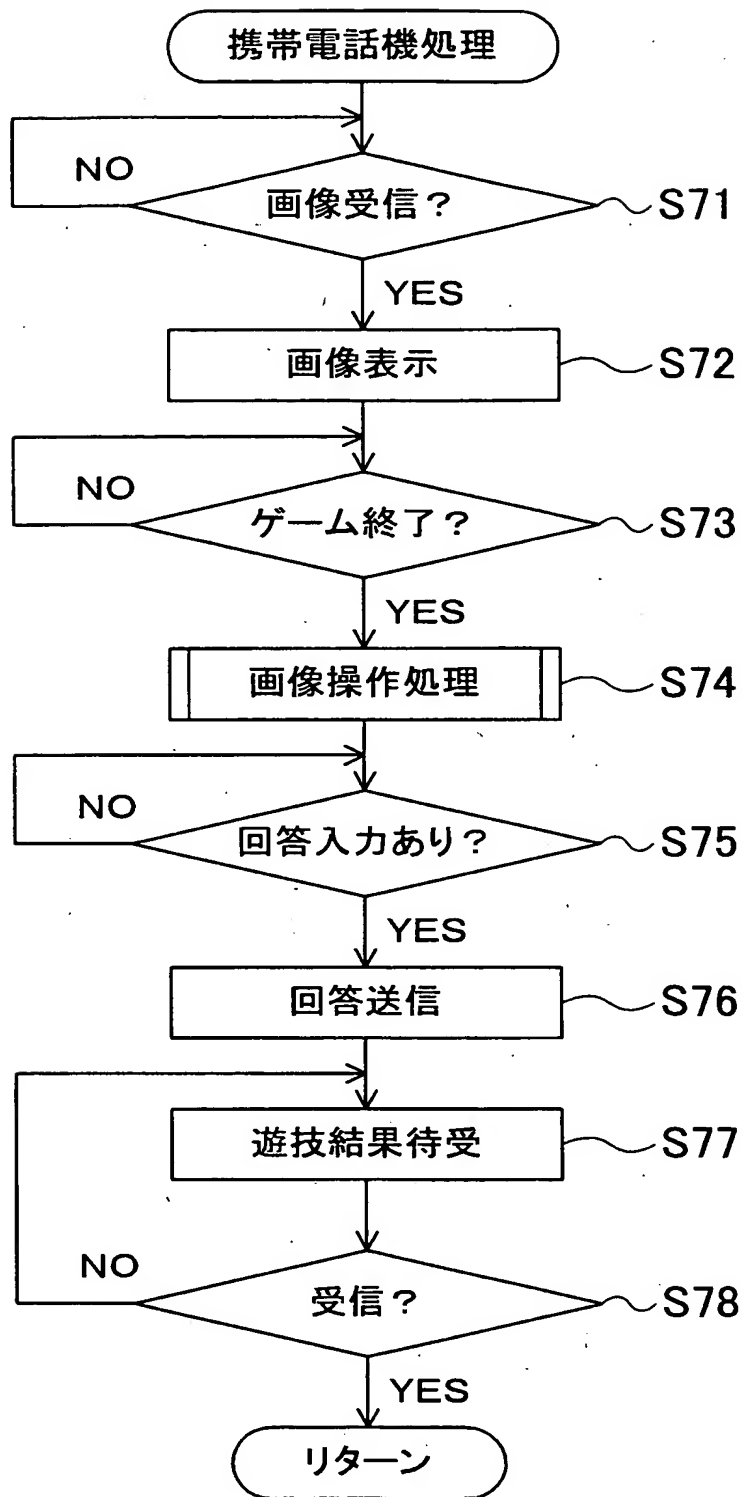 携帯電話機処理
NO
画像受信？
S71
YES
画像表示
S72
NO
ゲーム終了？
S73
YES
画像操作処理
S74
NO
回答入力あり？
S75
YES
回答送信
S76
遊技結果待受
S77
NO
受信？
S78
YES
リターン